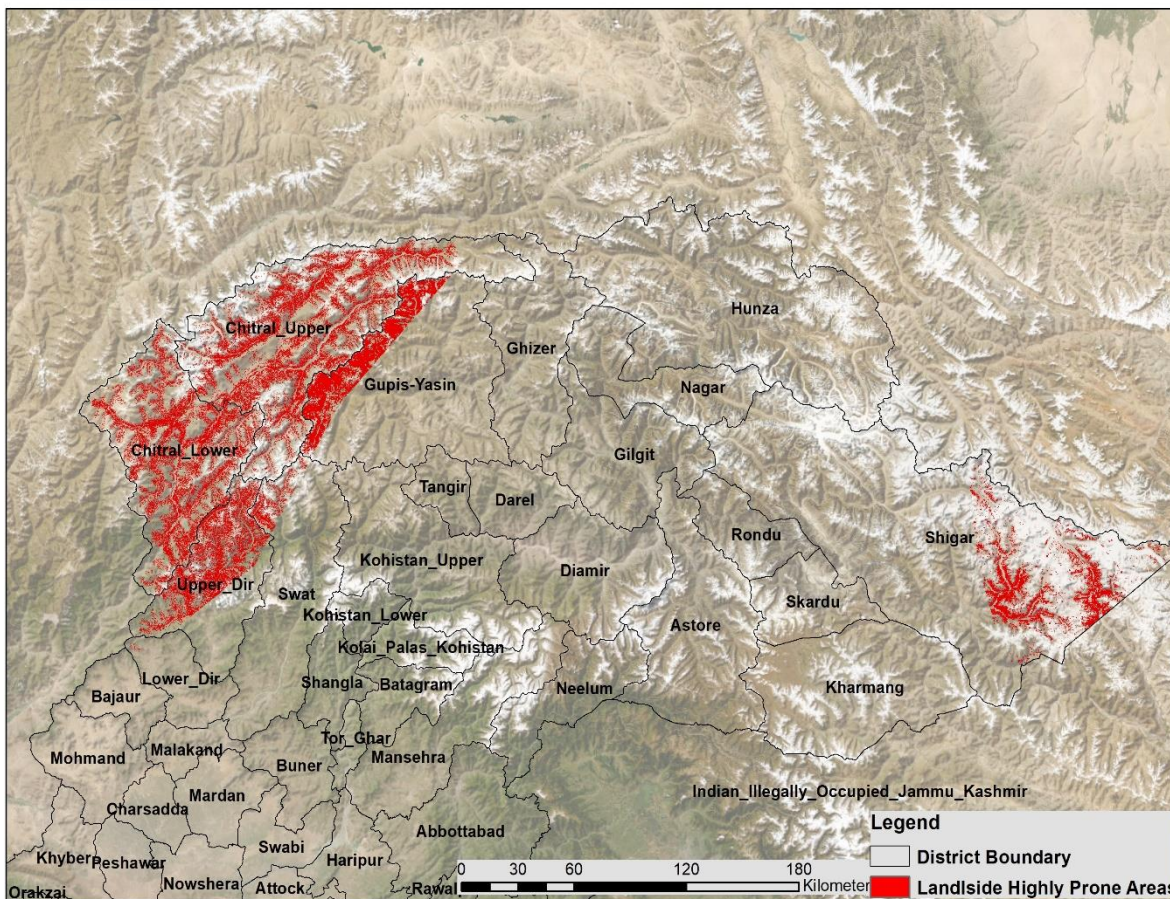 Hunza
Chitral_Upper
Ghizer
Gupis-Yasin
Nagar
Chitral_Lower
Gilgit
Tangir
Darel
Rondu
Shigar
Kohistan_Upper
Diamir
Upper_Dir
Swat
Skardu
Kohistan_Lower
Astore
Kolai_Palas_Kohistan
Lower_Dir
Shangla
Batagram
Neelum
Kharmang
Bajaur
Tor_Ghar
Mohmand
Malakand
Buner
Mansehra
Mardan
Indian_Illegally_Occupied_Jammu_Kashmir
Charsadda
Abbottabad
Swabi
Khyber
Peshawar
Haripur
Nowshera
Attock
Orakzai
Rawal
0 30 60 120 180
Kilometer
Legend
District Boundary
Landlside Highly Prone Areas